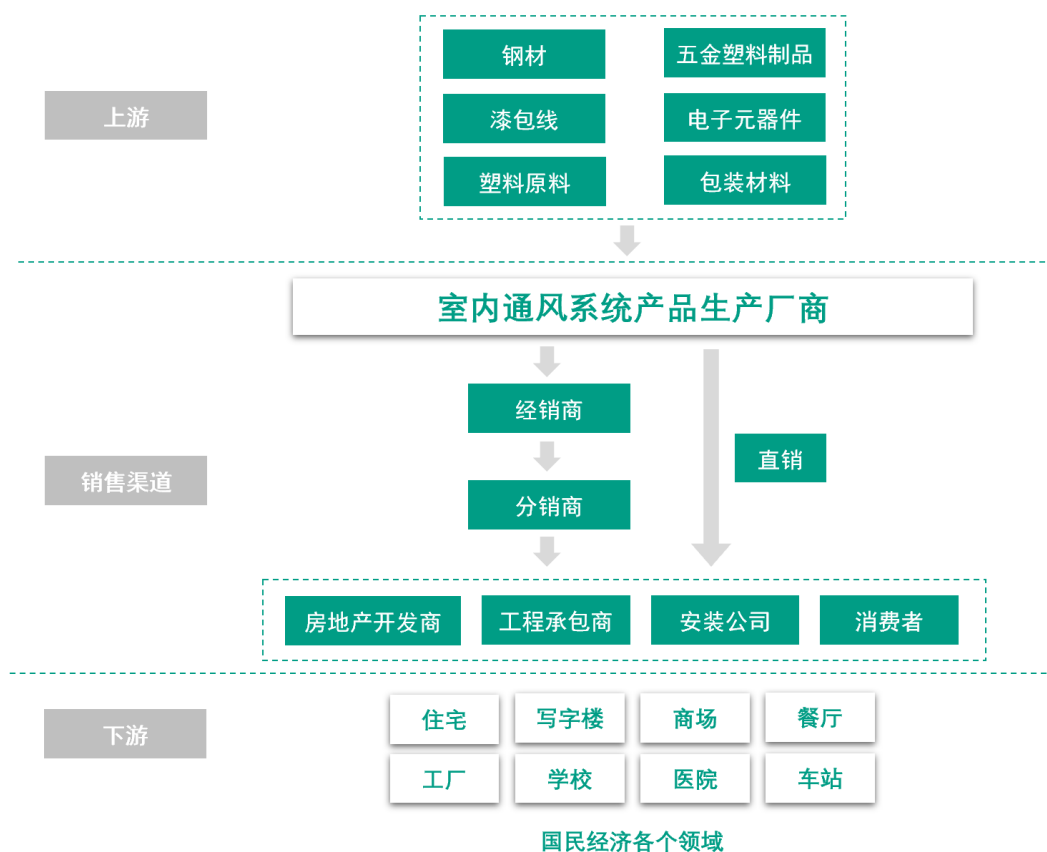 上游
钢材
五金塑料制品
漆包线
电子元器件
塑料原料
包装材料
室内通风系统产品生产厂商
销售渠道
经销商
直销
分销商
房地产开发商
工程承包商
安装公司
消费者
下游
住宅
写字楼
商场
餐厅
工厂
学校
医院
车站
国民经济各个领域